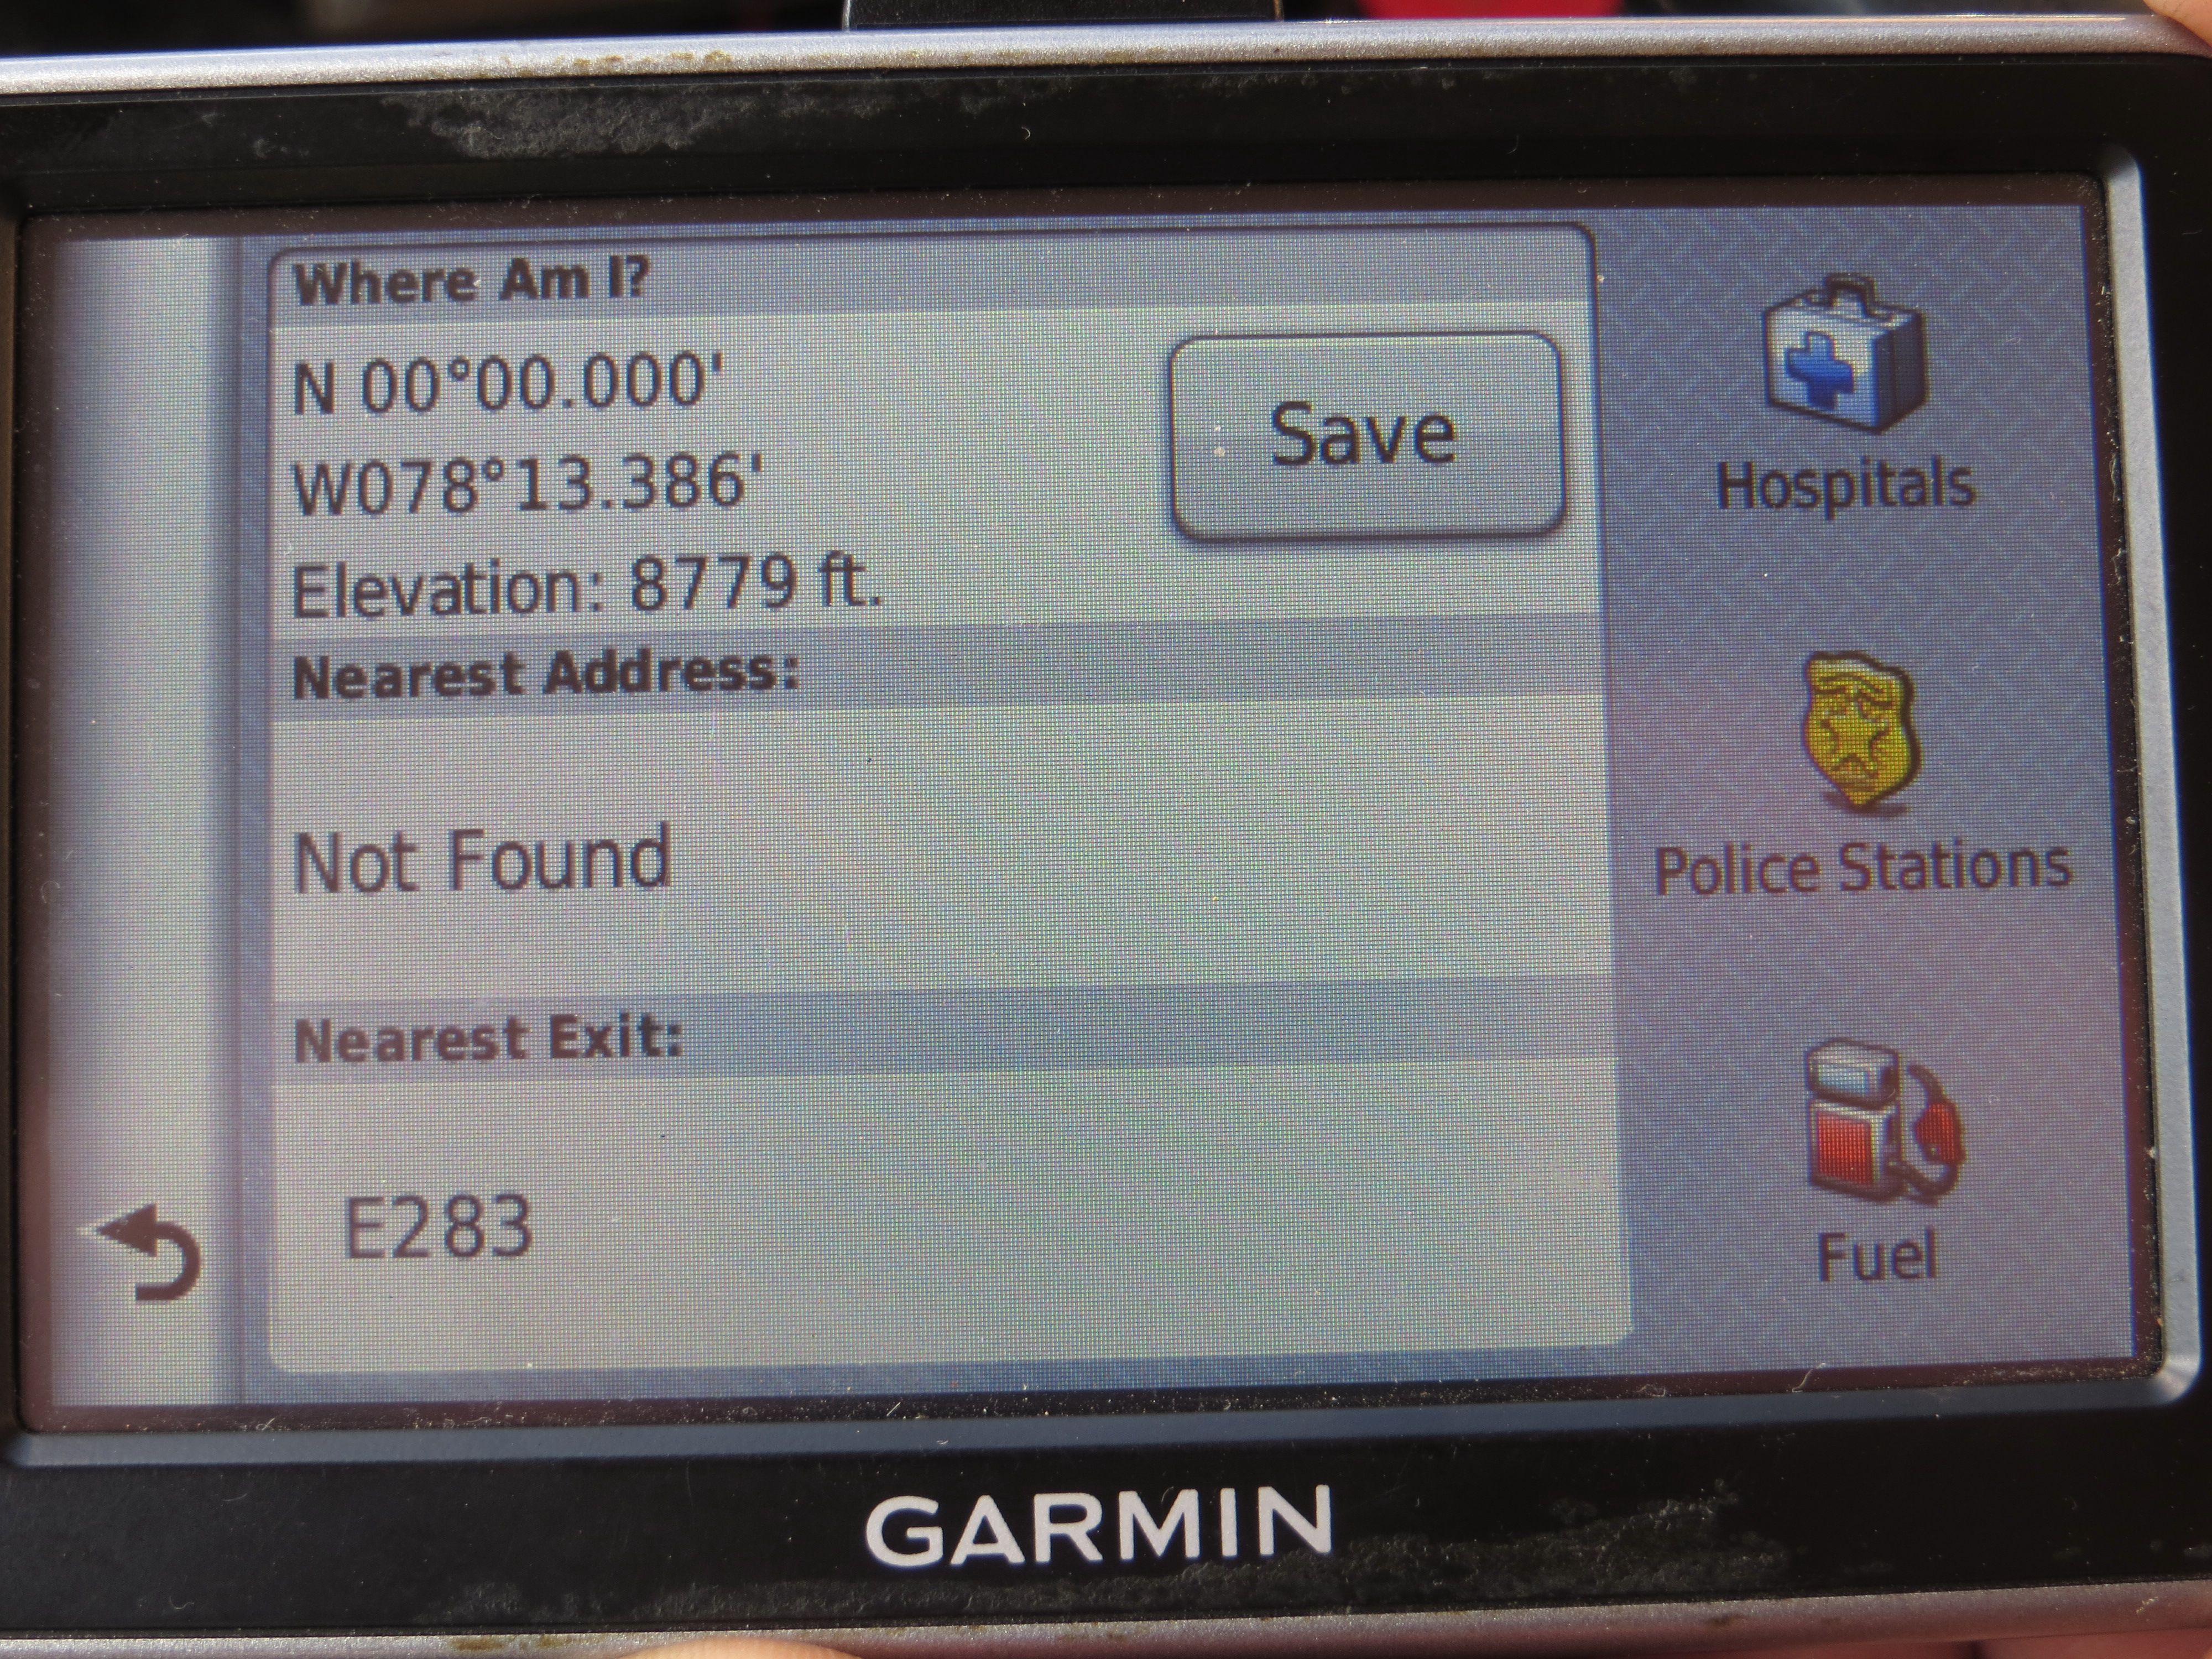 Where Am I?
N 00°00.000'
W078°13.386'
Elevation: 8779 ft.
Save
Nearest Address:
Not Found
Nearest Exit:
E283
Hospitals
Police Stations
Fuel
GARMIN